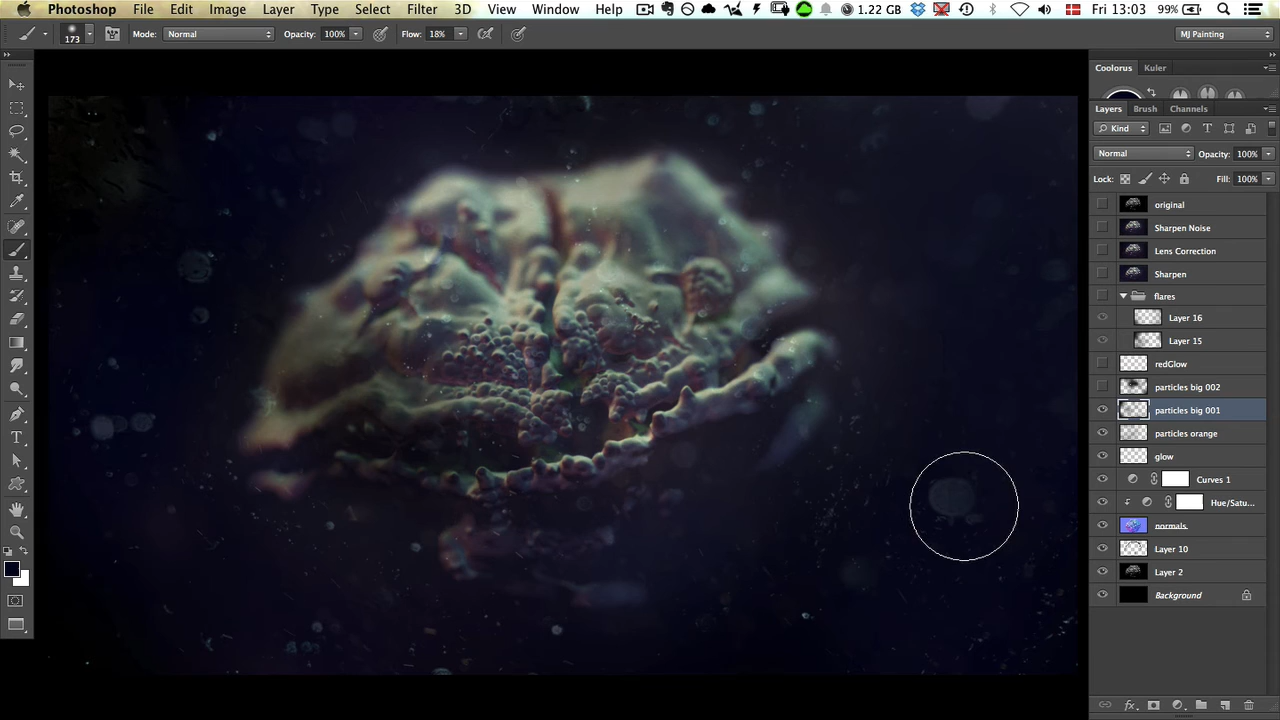 Photoshop File Edit Image Layer Type Select Filter 3D View Window Help 1.22 GB Fri 13:03 99%
173 Mode: Normal Opacity: 100% Flow: 18% MJ Painting
Coolorus Kuler
Layers Brush Channels
Kind
Normal Opacity: 100%
Lock: Fill: 100%
original
Sharpen Noise
Lens Correction
Sharpen
flares
Layer 16
Layer 15
redGlow
particles big 002
particles big 001
particles orange
glow
Curves 1
Hue/Satu...
normals
Layer 10
Layer 2
Background
fx